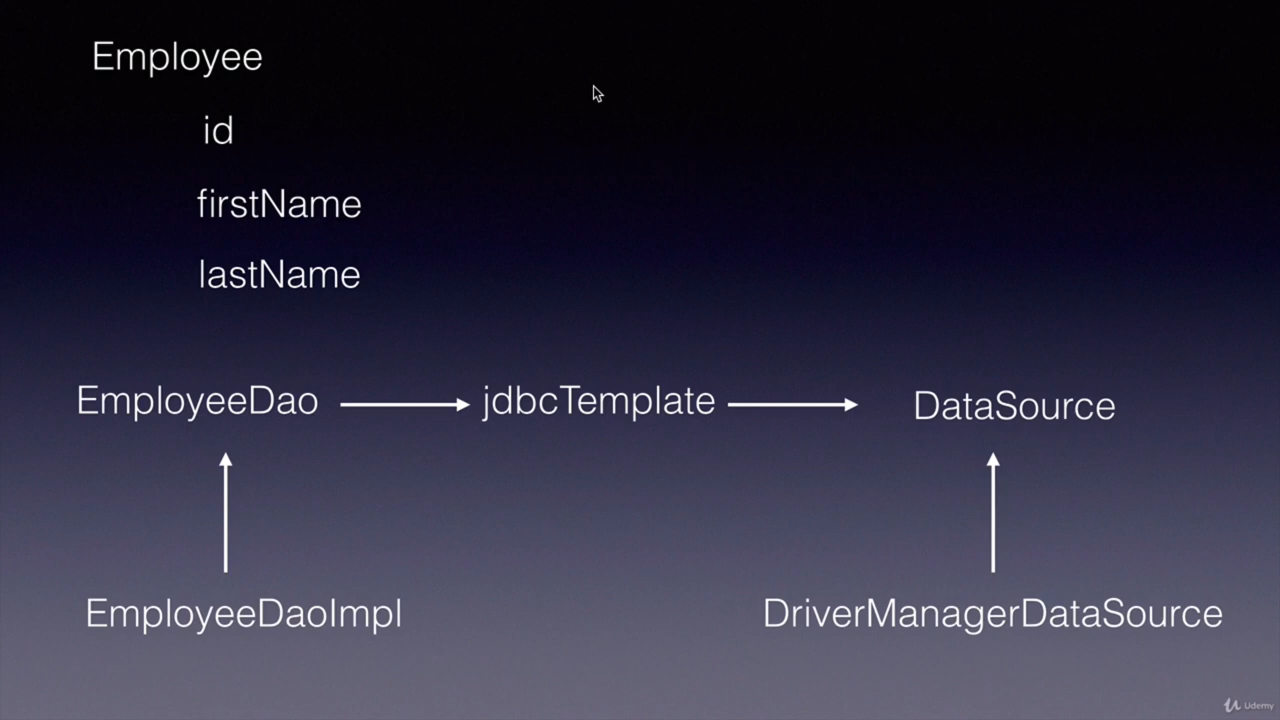 Employee
id
firstName
lastName
EmployeeDao jdbcTemplate DataSource
EmployeeDaoImpl DriverManagerDataSource
Udemy